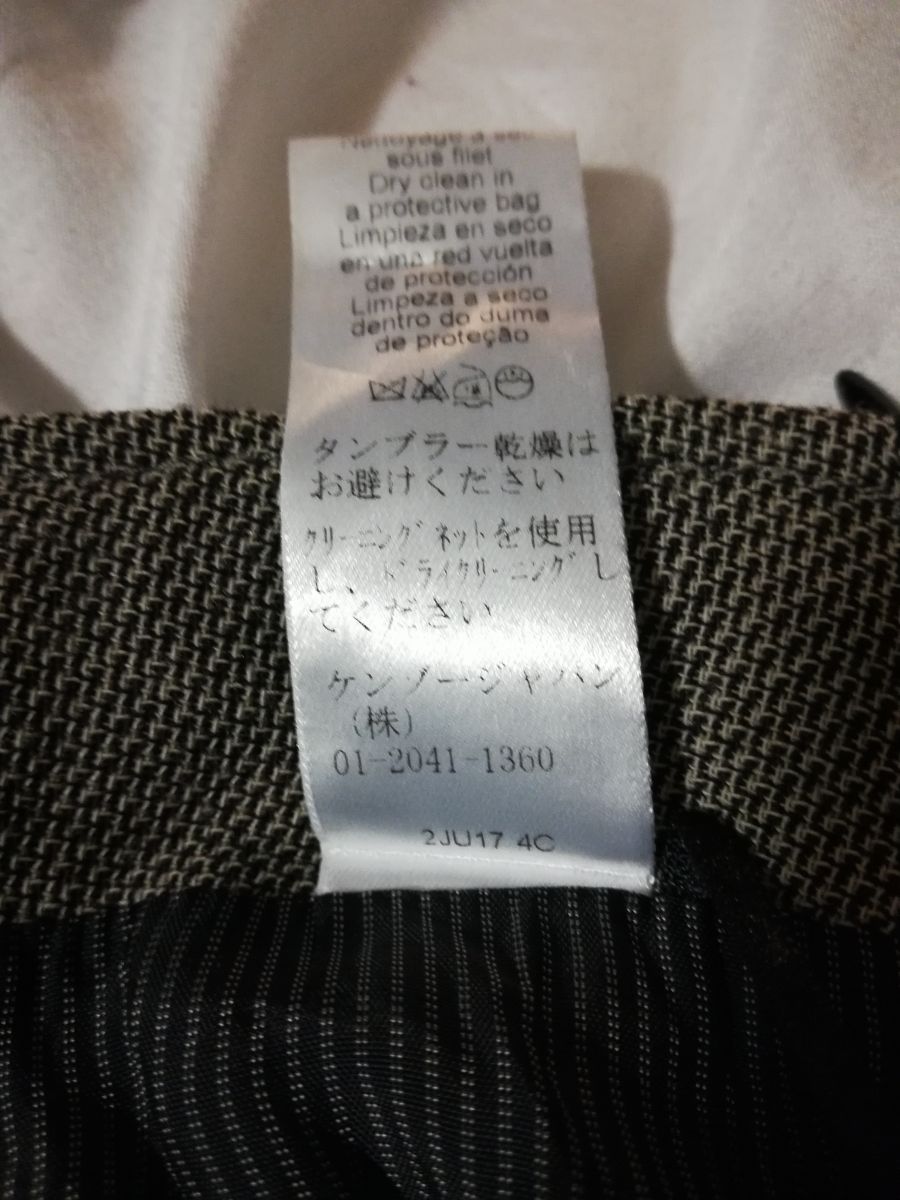 Nettoyage à sec
sous filet
Dry clean in
a protective bag
Limpieza en seco
en una red vuelta
de protección
Limpeza a seco
dentro do duma
de proteção
タンブラー乾燥は
お避けください
クリーニングネットを使用
し、ドライクリーニングし
てください
ケンゾージャパン
（株）
01-2041-1360
2JU17 4C